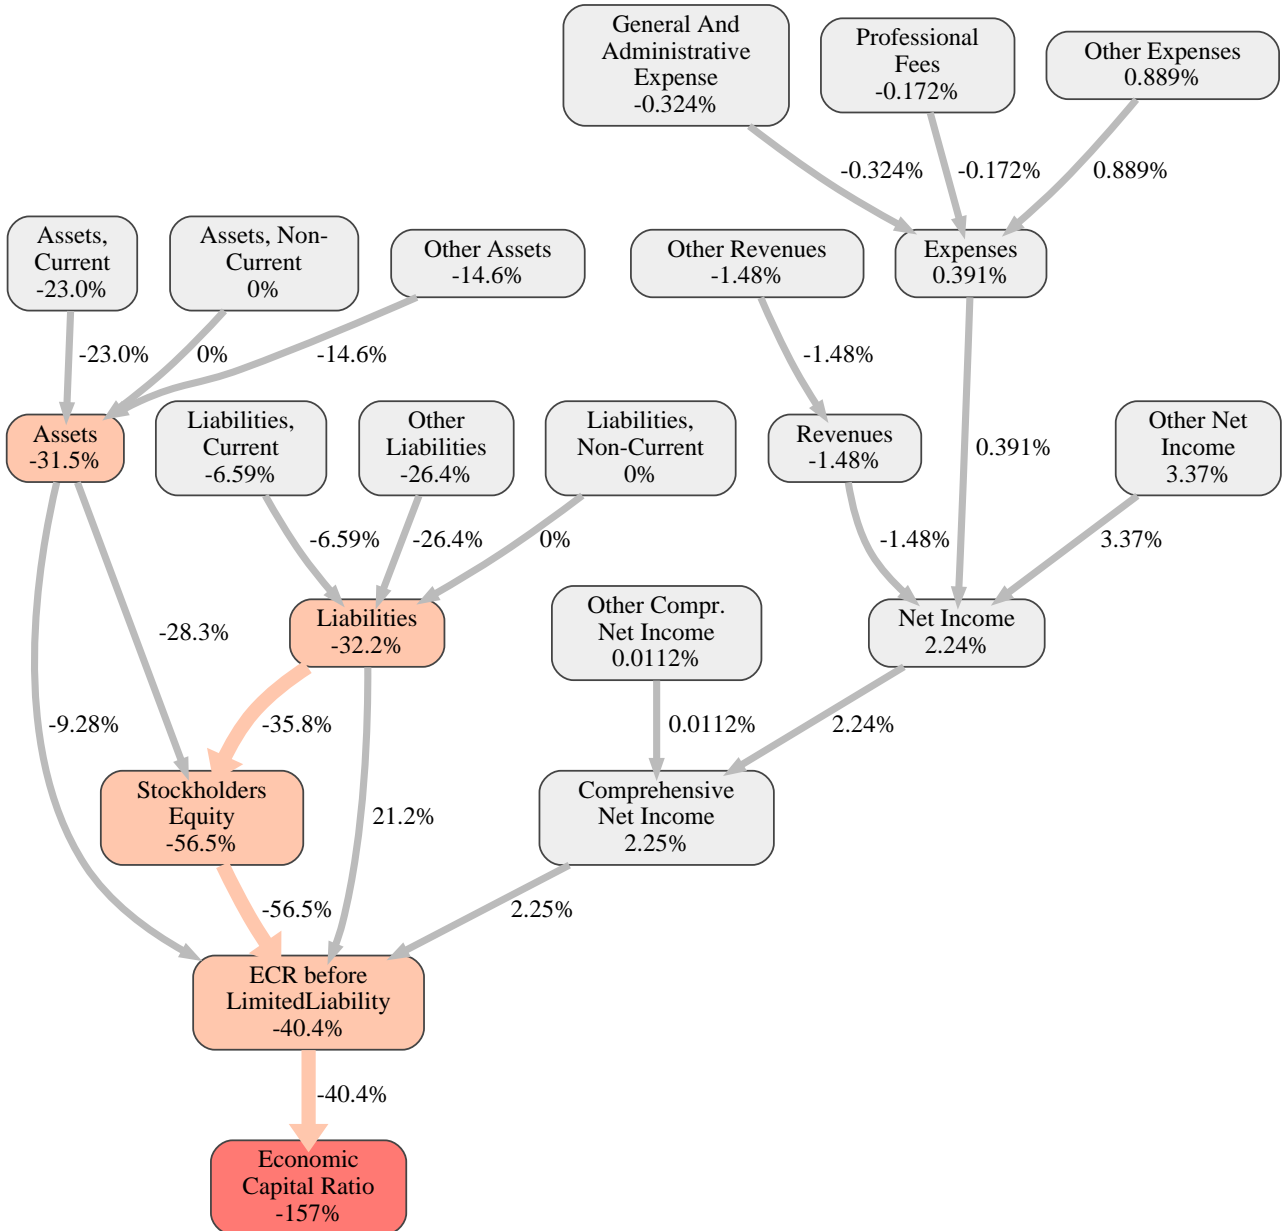 General And
Administrative
Expense
-0.324%
Professional
Fees
-0.172%
Other Expenses
0.889%
-0.324%
-0.172%
0.889%
Assets,
Current
-23.0%
Assets, Non-
Current
0%
Other Assets
-14.6%
Other Revenues
-1.48%
Expenses
0.391%
-23.0%
0%
-14.6%
-1.48%
Assets
-31.5%
Liabilities,
Current
-6.59%
Other
Liabilities
-26.4%
Liabilities,
Non-Current
0%
Revenues
-1.48%
0.391%
Other Net
Income
3.37%
-6.59%
-26.4%
0%
-1.48%
3.37%
Liabilities
-32.2%
Other Compr.
Net Income
0.0112%
Net Income
2.24%
-28.3%
-9.28%
-35.8%
0.0112%
2.24%
Stockholders
Equity
-56.5%
21.2%
Comprehensive
Net Income
2.25%
-56.5%
2.25%
ECR before
LimitedLiability
-40.4%
-40.4%
Economic
Capital Ratio
-157%